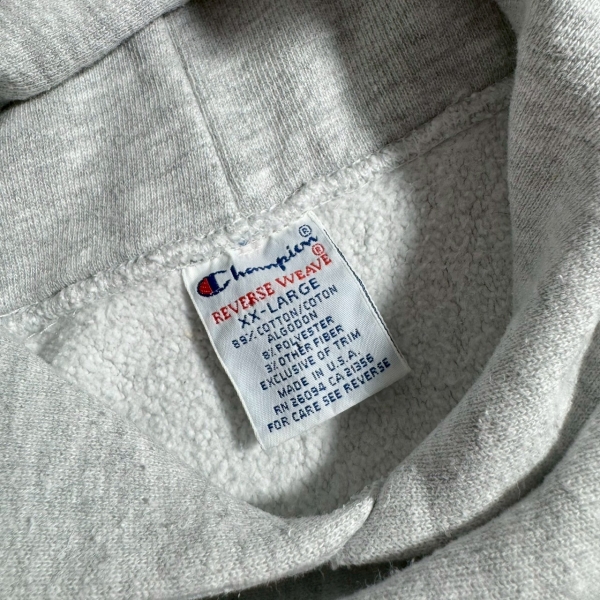 Champion®
REVERSE WEAVE®
XX-LARGE
89% COTTON/COTON
ALGODON
8% POLYESTER
3% OTHER FIBER
EXCLUSIVE OF TRIM
MADE IN U.S.A.
RN 26094 CA 21356
FOR CARE SEE REVERSE